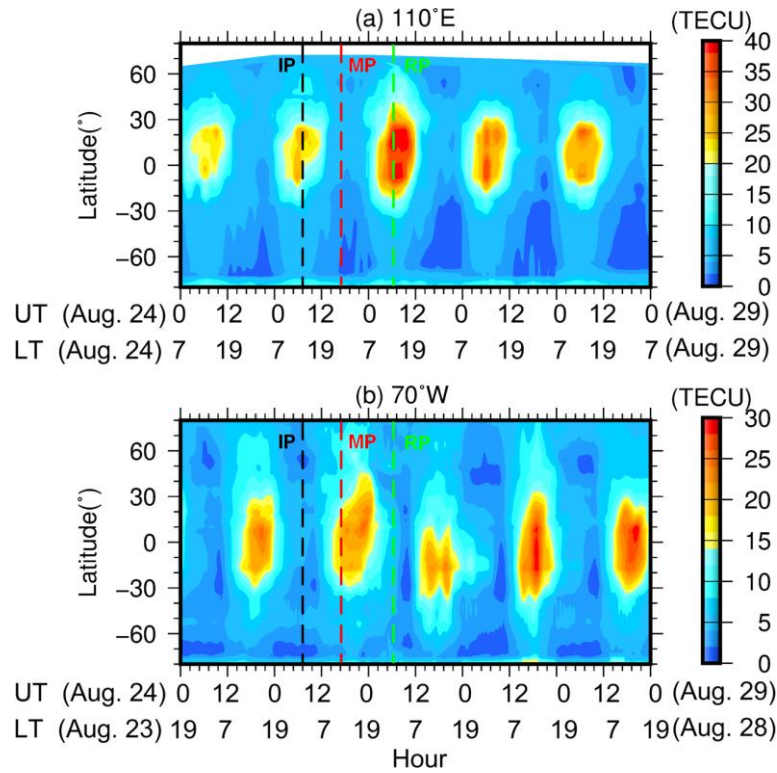 (a) 110°E
(TECU)
IP MP RP
60
30
0
−30
−60
Latitude(°)
40
35
30
25
20
15
10
5
0
UT (Aug. 24) 0 12 0 12 0 12 0 12 0 12 0 (Aug. 29)
LT (Aug. 24) 7 19 7 19 7 19 7 19 7 19 7 (Aug. 29)
(b) 70°W
(TECU)
IP MP RP
60
30
0
−30
−60
Latitude(°)
30
25
20
15
10
5
0
UT (Aug. 24) 0 12 0 12 0 12 0 12 0 12 0 (Aug. 29)
LT (Aug. 23) 19 7 19 7 19 7 19 7 19 7 19 (Aug. 28)
Hour